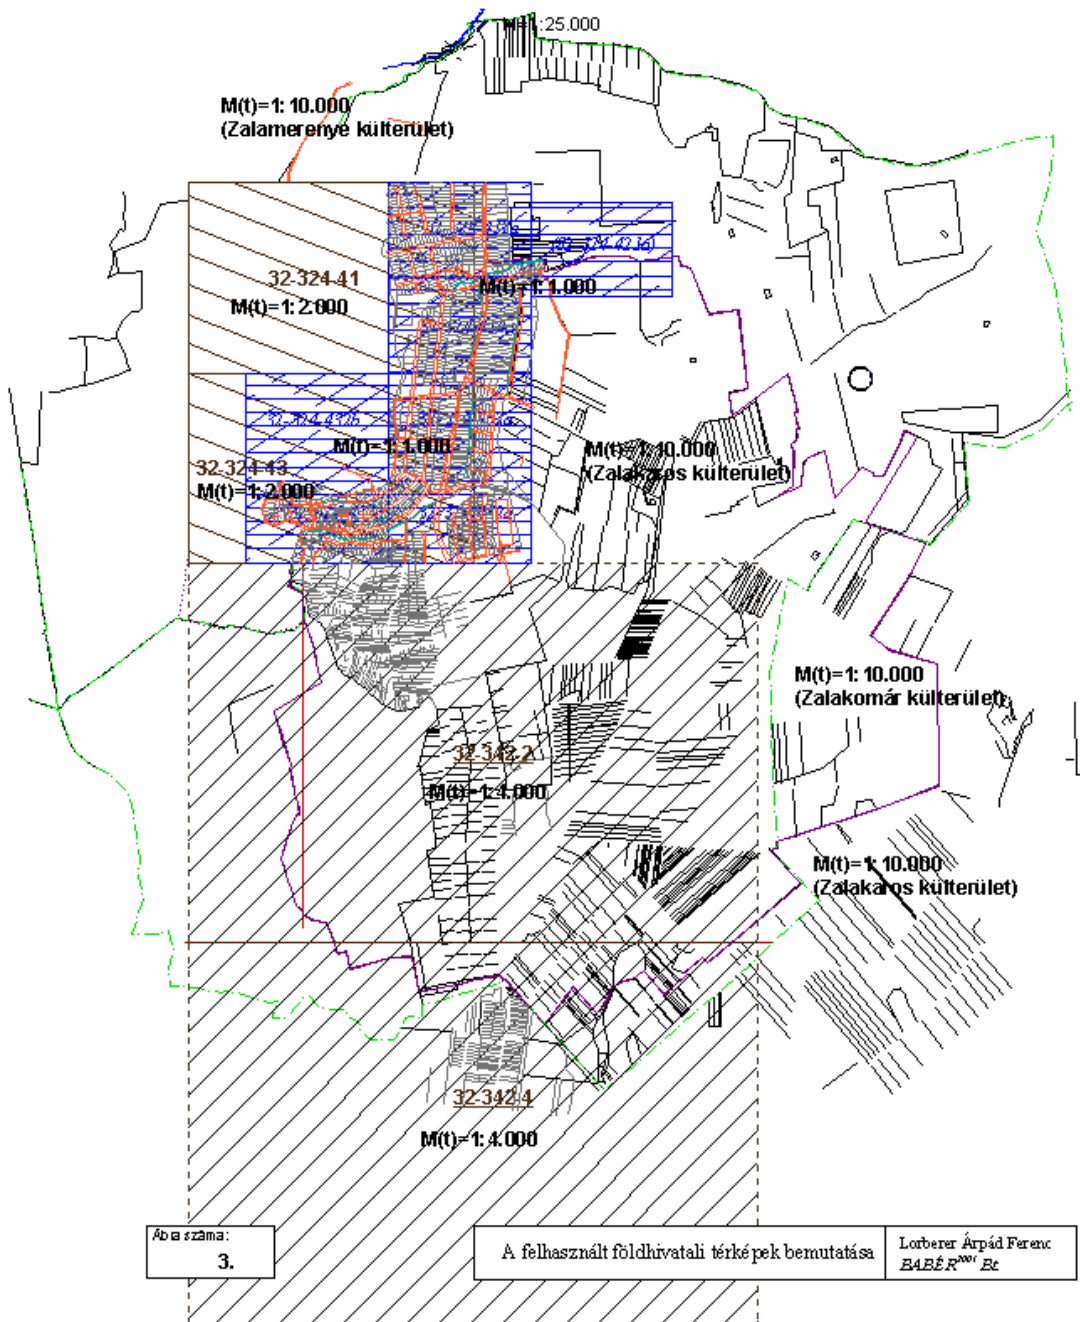 M=1:25.000
M(t)=1:10.000
(Zalamerenye külterület)
32-324-41
M(t)=1:2.000
M(t)=1:1.000
M(t)=1:1.000
32-324-43
M(t)=1:2.000
M(t)=1:10.000
(Zalakaros külterület)
M(t)=1:10.000
(Zalakomár külterület)
32-342-2
M(t)=1:4.000
M(t)=1:10.000
(Zalakaros külterület)
32-342-4
M(t)=1:4.000
Ábra száma:
3.
A felhasznált földhivatali térképek bemutatása
Lorberer Árpád Ferenc
BABÉR²⁰⁰¹ Bt.